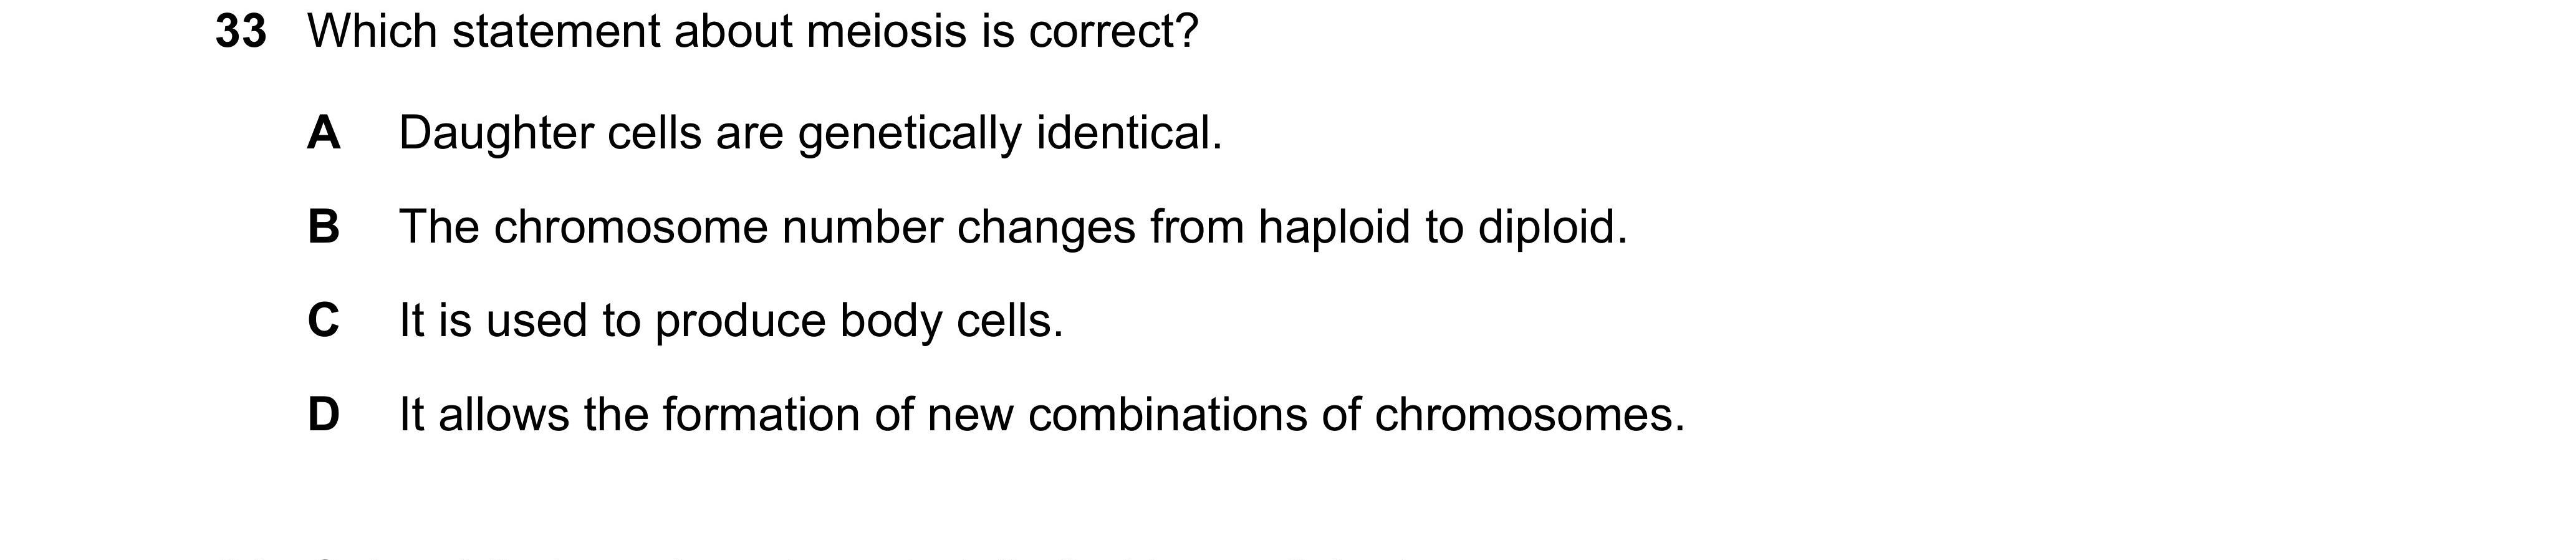 33 Which statement about meiosis is correct?
A Daughter cells are genetically identical.
B The chromosome number changes from haploid to diploid.
C It is used to produce body cells.
D It allows the formation of new combinations of chromosomes.